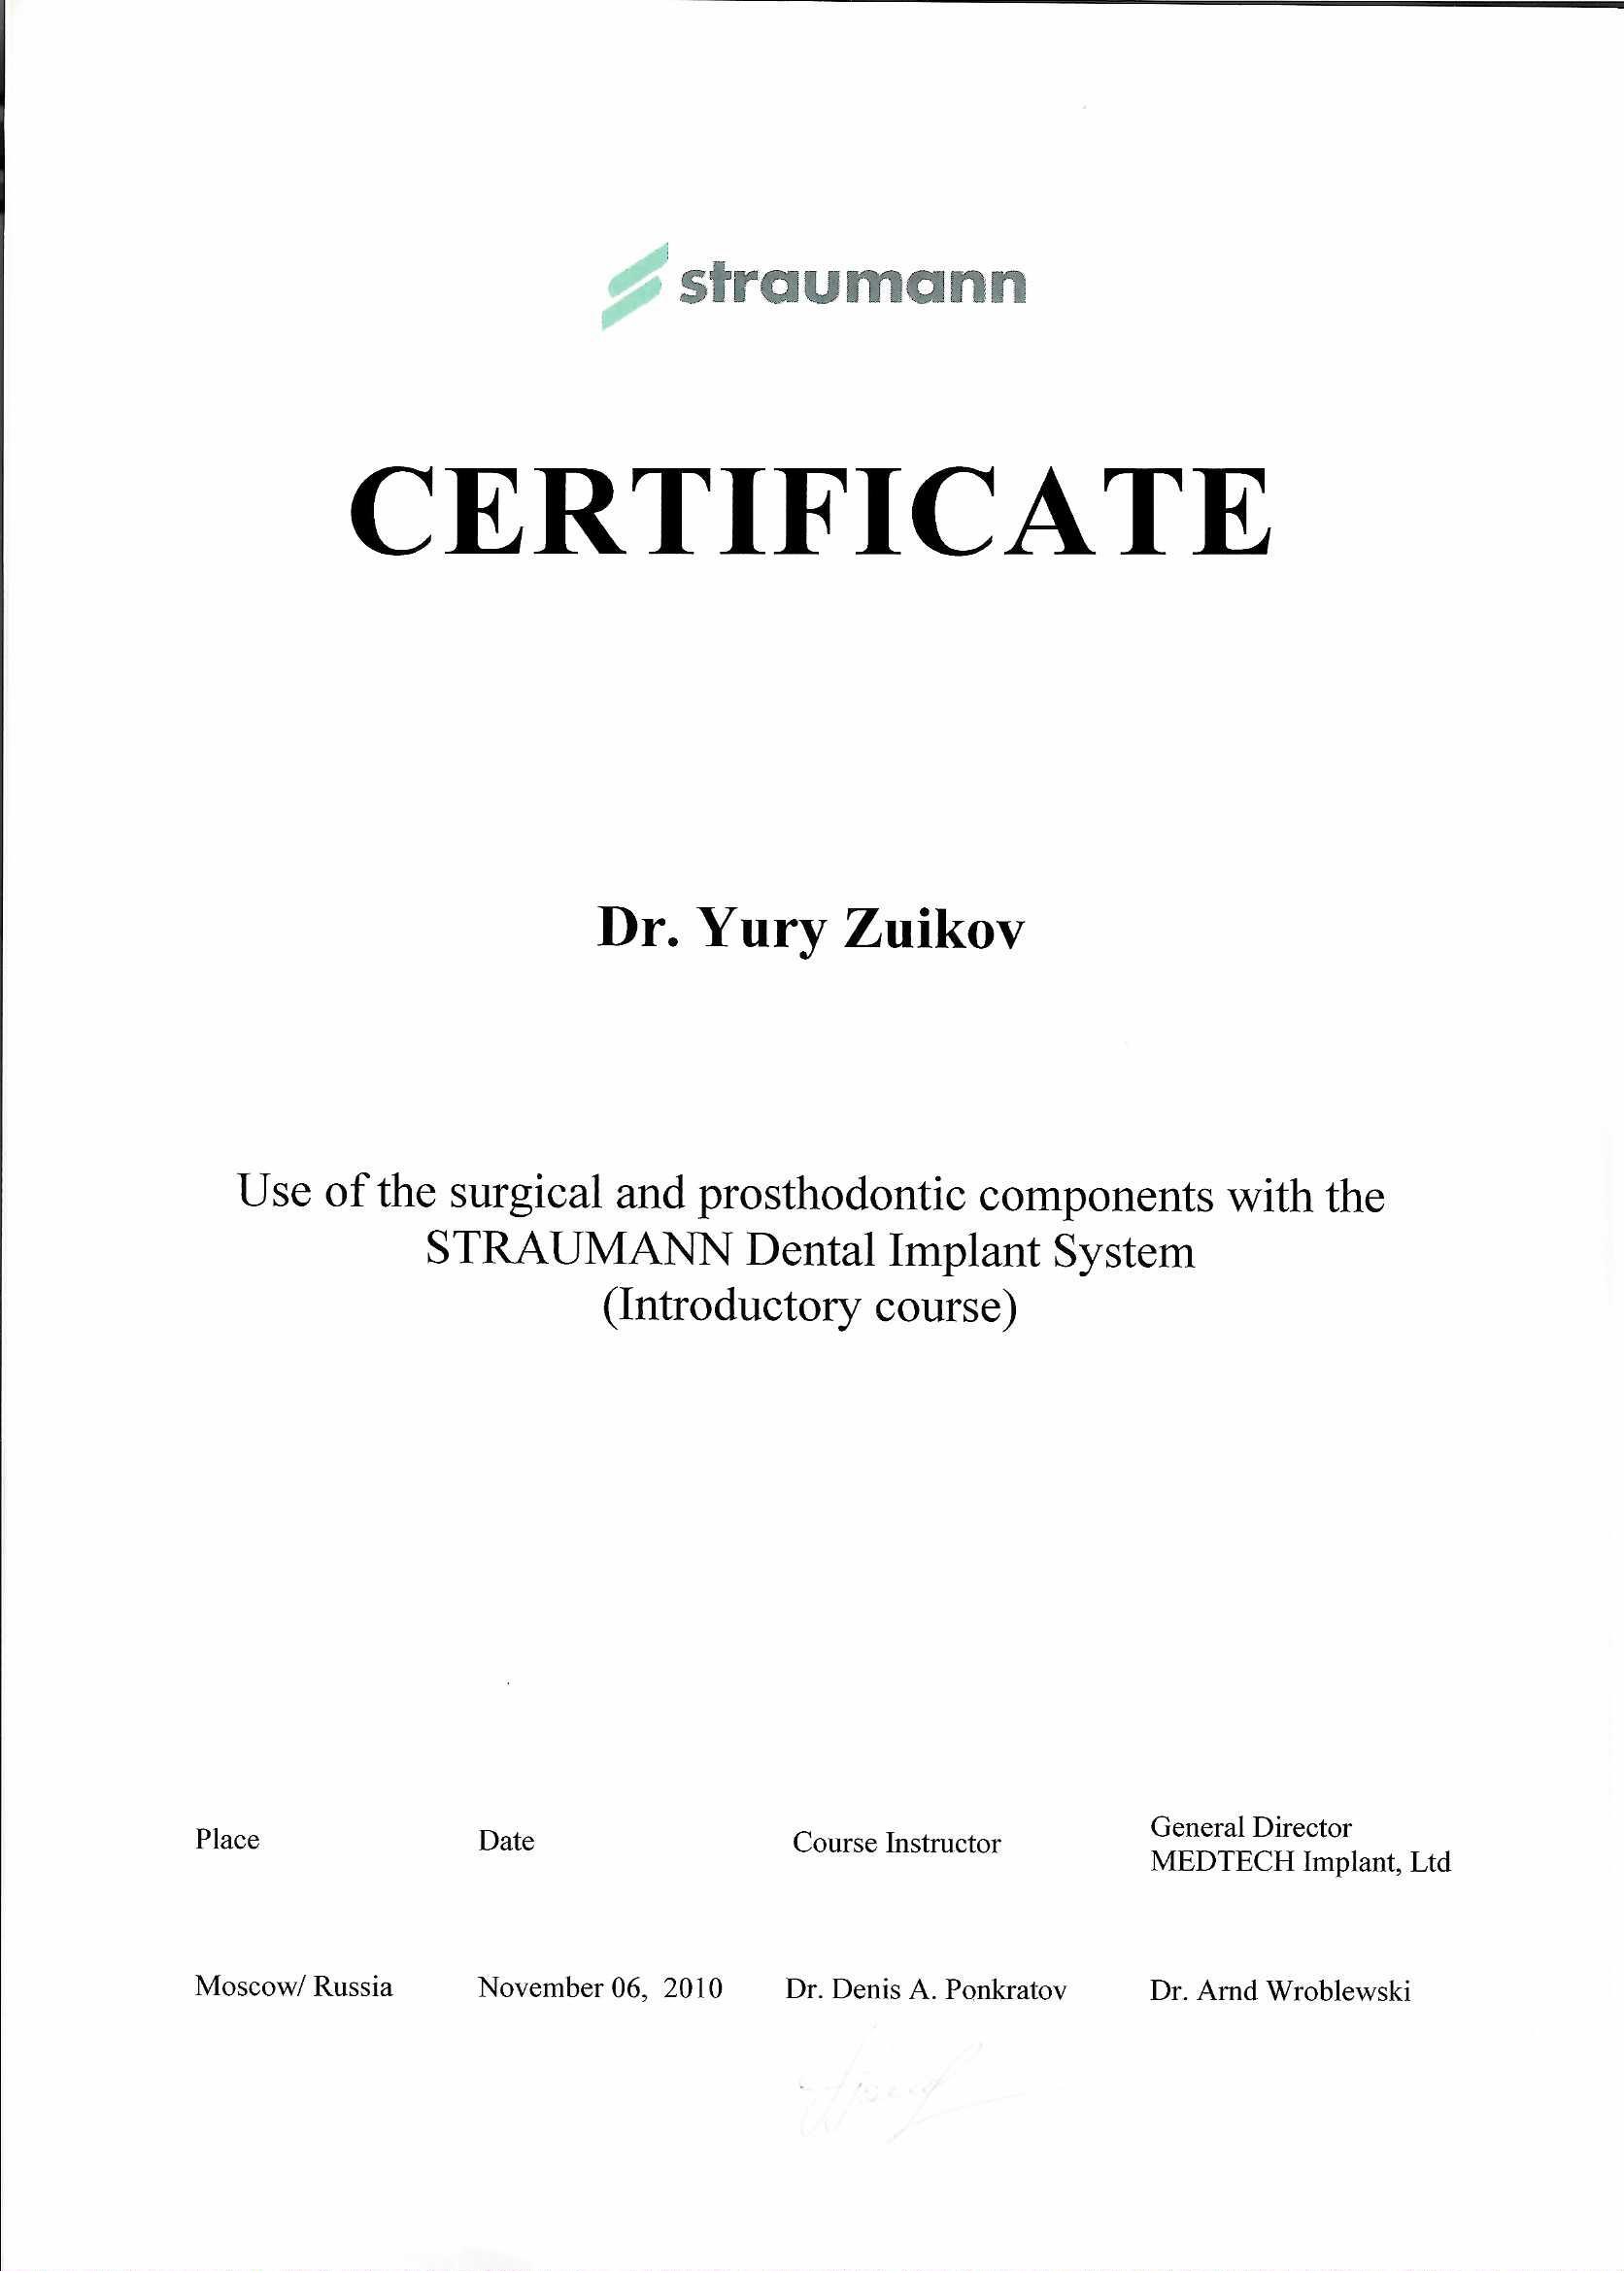 straumann
CERTIFICATE
Dr. Yury Zuikov
Use of the surgical and prosthodontic components with the
STRAUMANN Dental Implant System
(Introductory course)
Place
Date
Course Instructor
General Director
MEDTECH Implant, Ltd
Moscow/ Russia
November 06, 2010
Dr. Denis A. Ponkratov
Dr. Arnd Wroblewski